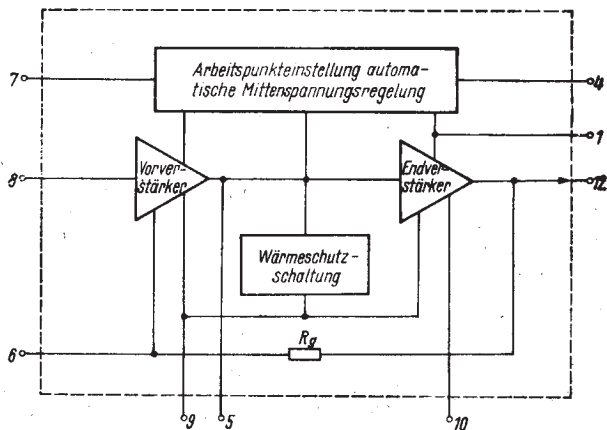 Arbeitspunkteinstellung automa-
tische Mittenspannungsregelung
7
4
1
Vorver-
stärker
Endver-
stärker
8
12
Wärmeschutz-
schaltung
Rg
6
9
5
10